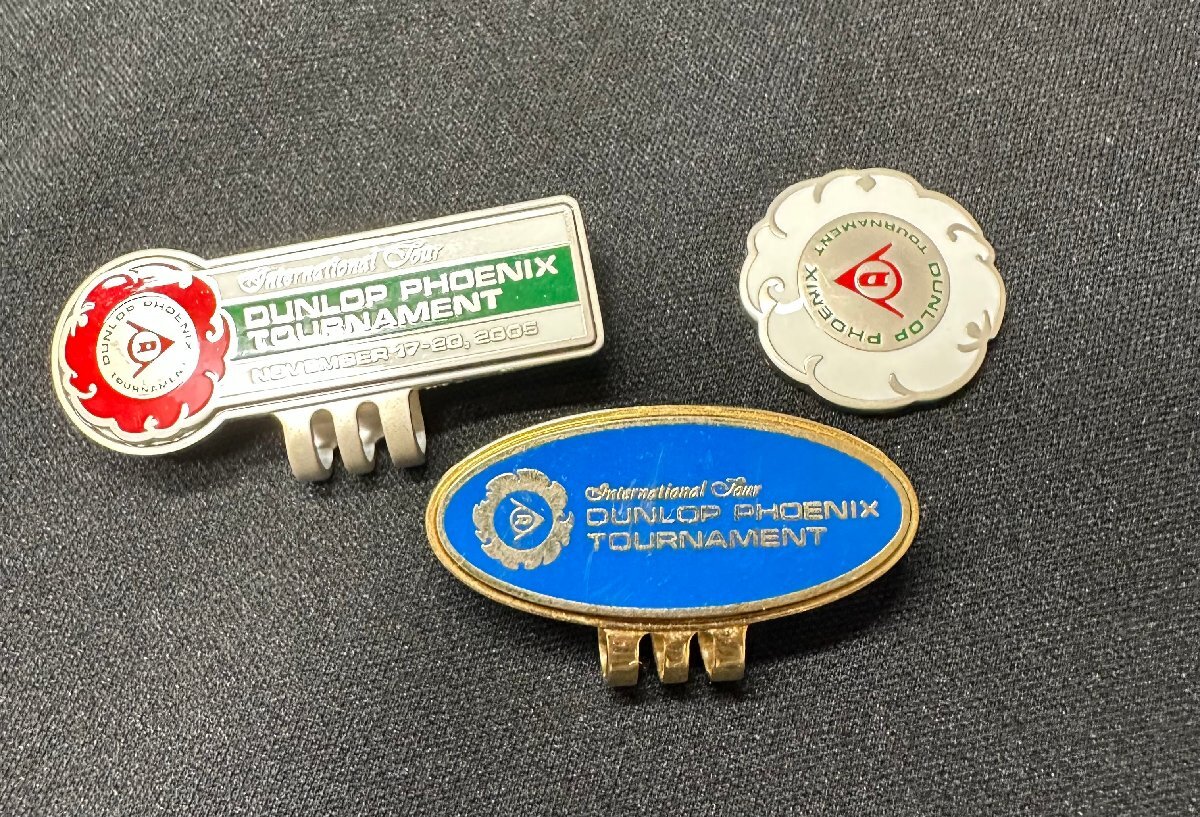 International Tour
DUNLOP PHOENIX
TOURNAMENT
NOVEMBER 17-20, 2005
DUNLOP PHOENIX
TOURNAMENT
D
DUNLOP PHOENIX
TOURNAMENT
D
International Tour
DUNLOP PHOENIX
TOURNAMENT
D